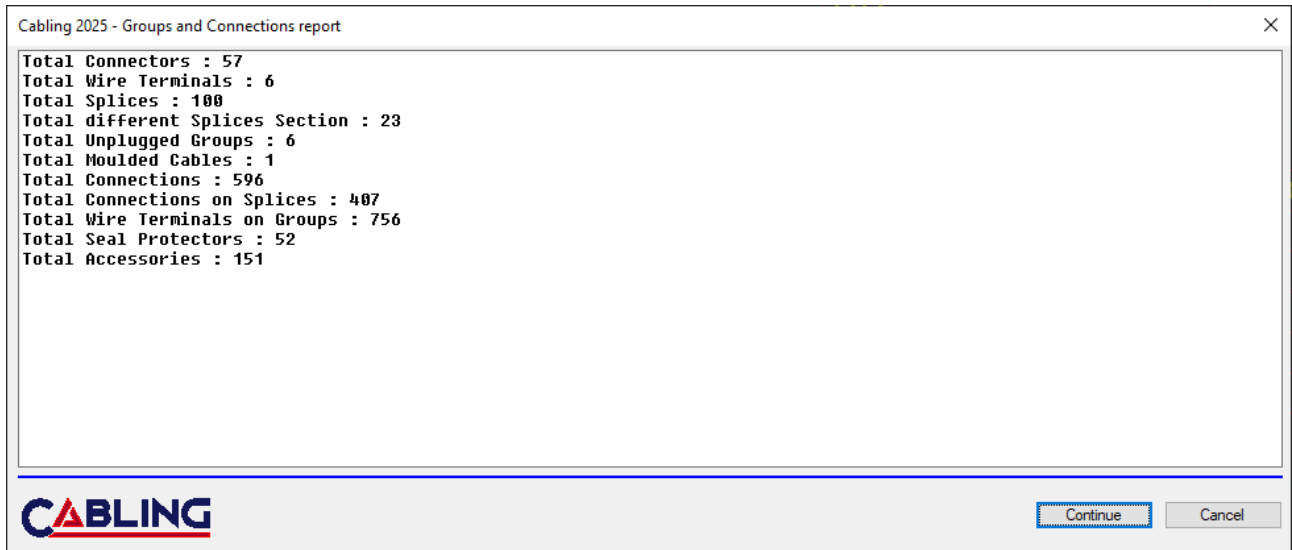 Cabling 2025 - Groups and Connections report
Total Connectors : 57
Total Wire Terminals : 6
Total Splices : 100
Total different Splices Section : 23
Total Unplugged Groups : 6
Total Moulded Cables : 1
Total Connections : 596
Total Connections on Splices : 407
Total Wire Terminals on Groups : 756
Total Seal Protectors : 52
Total Accessories : 151
CABLING
Continue Cancel